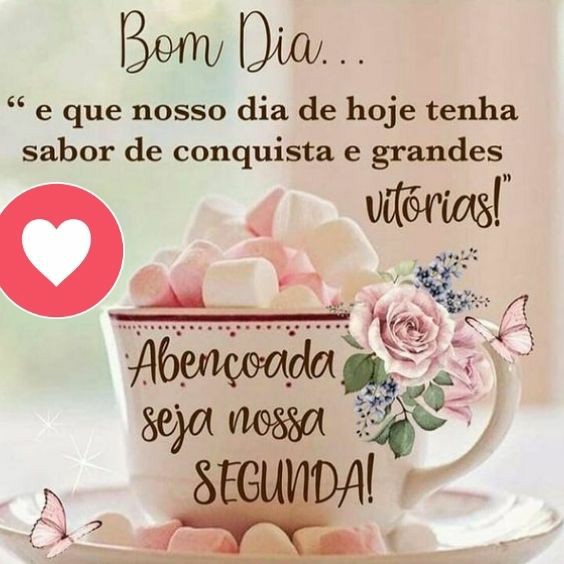 Bom Dia...
“ e que nosso dia de hoje tenha
sabor de conquista e grandes
vitórias!”
Abençoada
seja nossa
SEGUNDA!